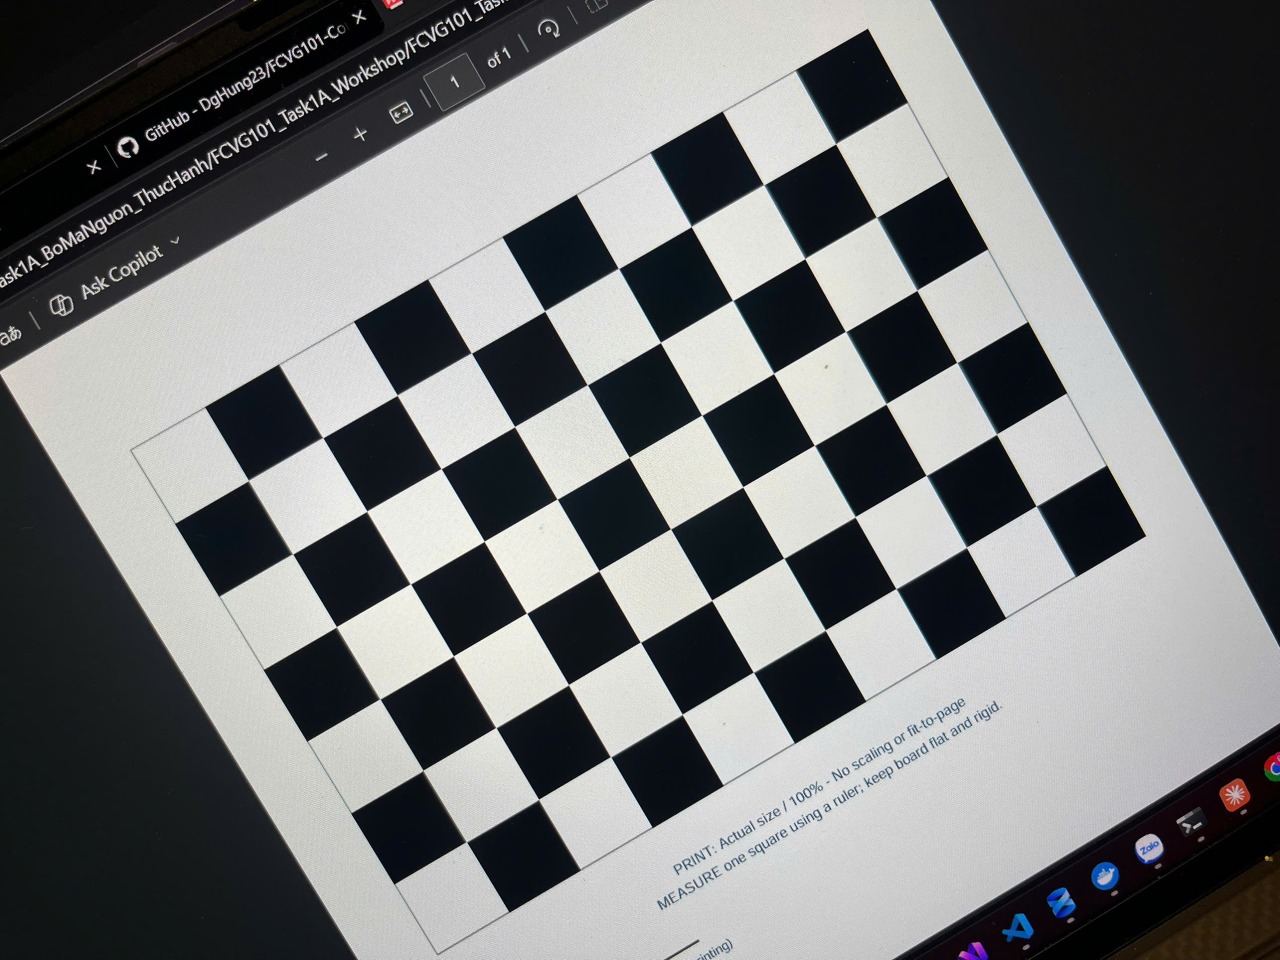 GitHub - DgHung23/FCVG101-Co
ask1A_BoMaNguon_ThucHanh/FCVG101_Task1A_Workshop/FCVG101_Tas
1 of 1
Ask Copilot
PRINT: Actual size / 100% - No scaling or fit-to-page
MEASURE one square using a ruler; keep board flat and rigid.
inting)
Zalo